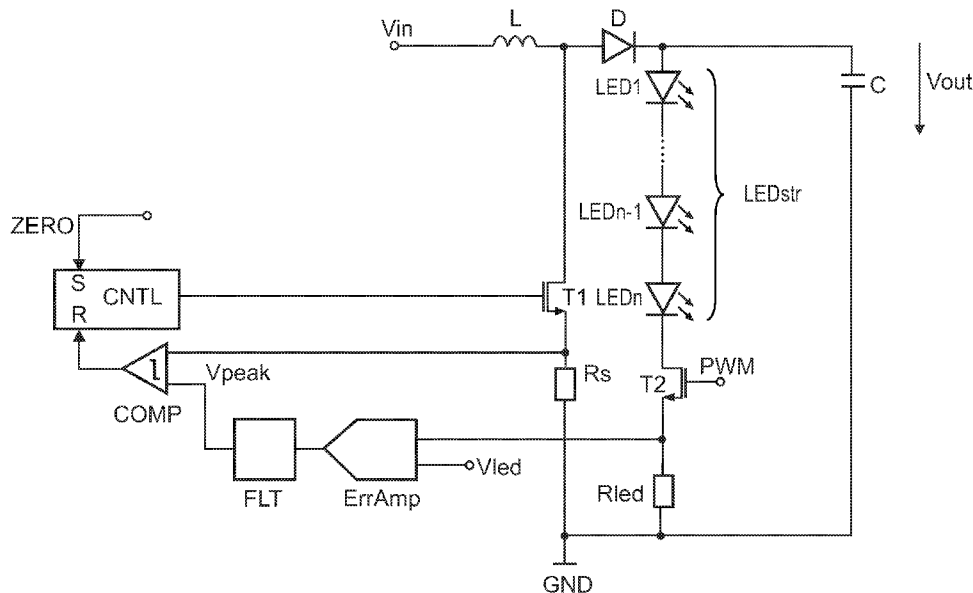 L
D
Vin
LED1
C
Vout
LEDstr
LEDn-1
ZERO
S
CNTL
R
T1
LEDn
Vpeak
Rs
T2
PWM
COMP
Vled
FLT
ErrAmp
Rled
GND